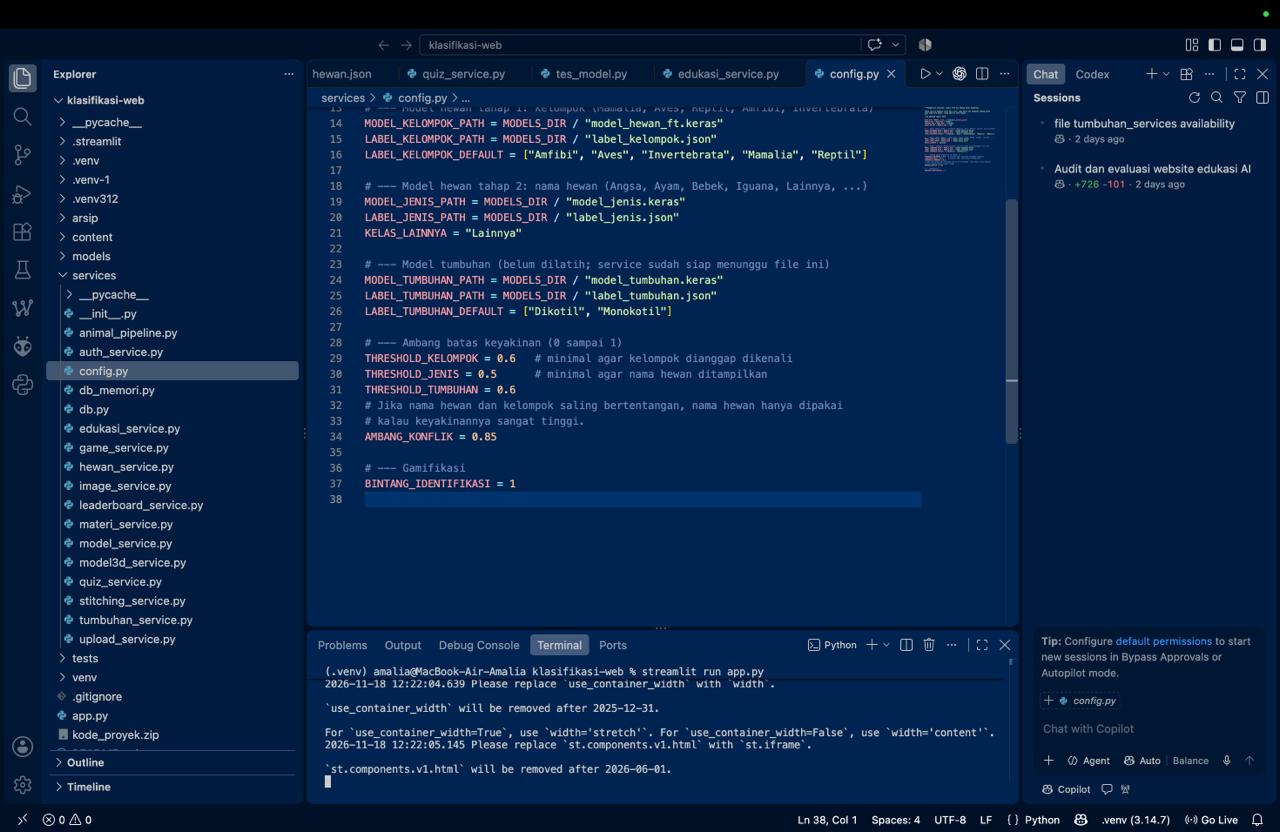 klasifikasi-web
Explorer
klasifikasi-web
__pycache__
.streamlit
.venv
.venv-1
.venv312
arsip
content
models
services
__pycache__
__init__.py
animal_pipeline.py
auth_service.py
config.py
db_memori.py
db.py
edukasi_service.py
game_service.py
hewan_service.py
image_service.py
leaderboard_service.py
materi_service.py
model_service.py
model3d_service.py
quiz_service.py
stitching_service.py
tumbuhan_service.py
upload_service.py
tests
venv
.gitignore
app.py
kode_proyek.zip
Outline
Timeline
hewan.json
quiz_service.py
tes_model.py
edukasi_service.py
config.py
services > config.py > ...
13 # --- Model hewan tahap 1: kelompok (Mamalia, Aves, Reptil, Amfibi, Invertebrata)
14 MODEL_KELOMPOK_PATH = MODELS_DIR / "model_hewan_ft.keras"
15 LABEL_KELOMPOK_PATH = MODELS_DIR / "label_kelompok.json"
16 LABEL_KELOMPOK_DEFAULT = ["Amfibi", "Aves", "Invertebrata", "Mamalia", "Reptil"]
17
18 # --- Model hewan tahap 2: nama hewan (Angsa, Ayam, Bebek, Iguana, Lainnya, ...)
19 MODEL_JENIS_PATH = MODELS_DIR / "model_jenis.keras"
20 LABEL_JENIS_PATH = MODELS_DIR / "label_jenis.json"
21 KELAS_LAINNYA = "Lainnya"
22
23 # --- Model tumbuhan (belum dilatih; service sudah siap menunggu file ini)
24 MODEL_TUMBUHAN_PATH = MODELS_DIR / "model_tumbuhan.keras"
25 LABEL_TUMBUHAN_PATH = MODELS_DIR / "label_tumbuhan.json"
26 LABEL_TUMBUHAN_DEFAULT = ["Dikotil", "Monokotil"]
27
28 # --- Ambang batas keyakinan (0 sampai 1)
29 THRESHOLD_KELOMPOK = 0.6 # minimal agar kelompok dianggap dikenali
30 THRESHOLD_JENIS = 0.5 # minimal agar nama hewan ditampilkan
31 THRESHOLD_TUMBUHAN = 0.6
32 # Jika nama hewan dan kelompok saling bertentangan, nama hewan hanya dipakai
33 # kalau keyakinannya sangat tinggi.
34 AMBANG_KONFLIK = 0.85
35
36 # --- Gamifikasi
37 BINTANG_IDENTIFIKASI = 1
38
Problems
Output
Debug Console
Terminal
Ports
Python
(.venv) amalia@MacBook-Air-Amalia klasifikasi-web % streamlit run app.py
2026-11-18 12:22:04.639 Please replace `use_container_width` with `width`.
`use_container_width` will be removed after 2025-12-31.
For `use_container_width=True`, use `width='stretch'`. For `use_container_width=False`, use `width='content'`.
2026-11-18 12:22:05.145 Please replace `st.components.v1.html` with `st.iframe`.
`st.components.v1.html` will be removed after 2026-06-01.
Chat
Codex
Sessions
file tumbuhan_services availability
2 days ago
Audit dan evaluasi website edukasi AI
+726 -101 · 2 days ago
Tip: Configure default permissions to start
new sessions in Bypass Approvals or
Autopilot mode.
config.py
Chat with Copilot
Agent
Auto
Balance
Copilot
0 0
Ln 38, Col 1
Spaces: 4
UTF-8
LF
{ } Python
.venv (3.14.7)
Go Live